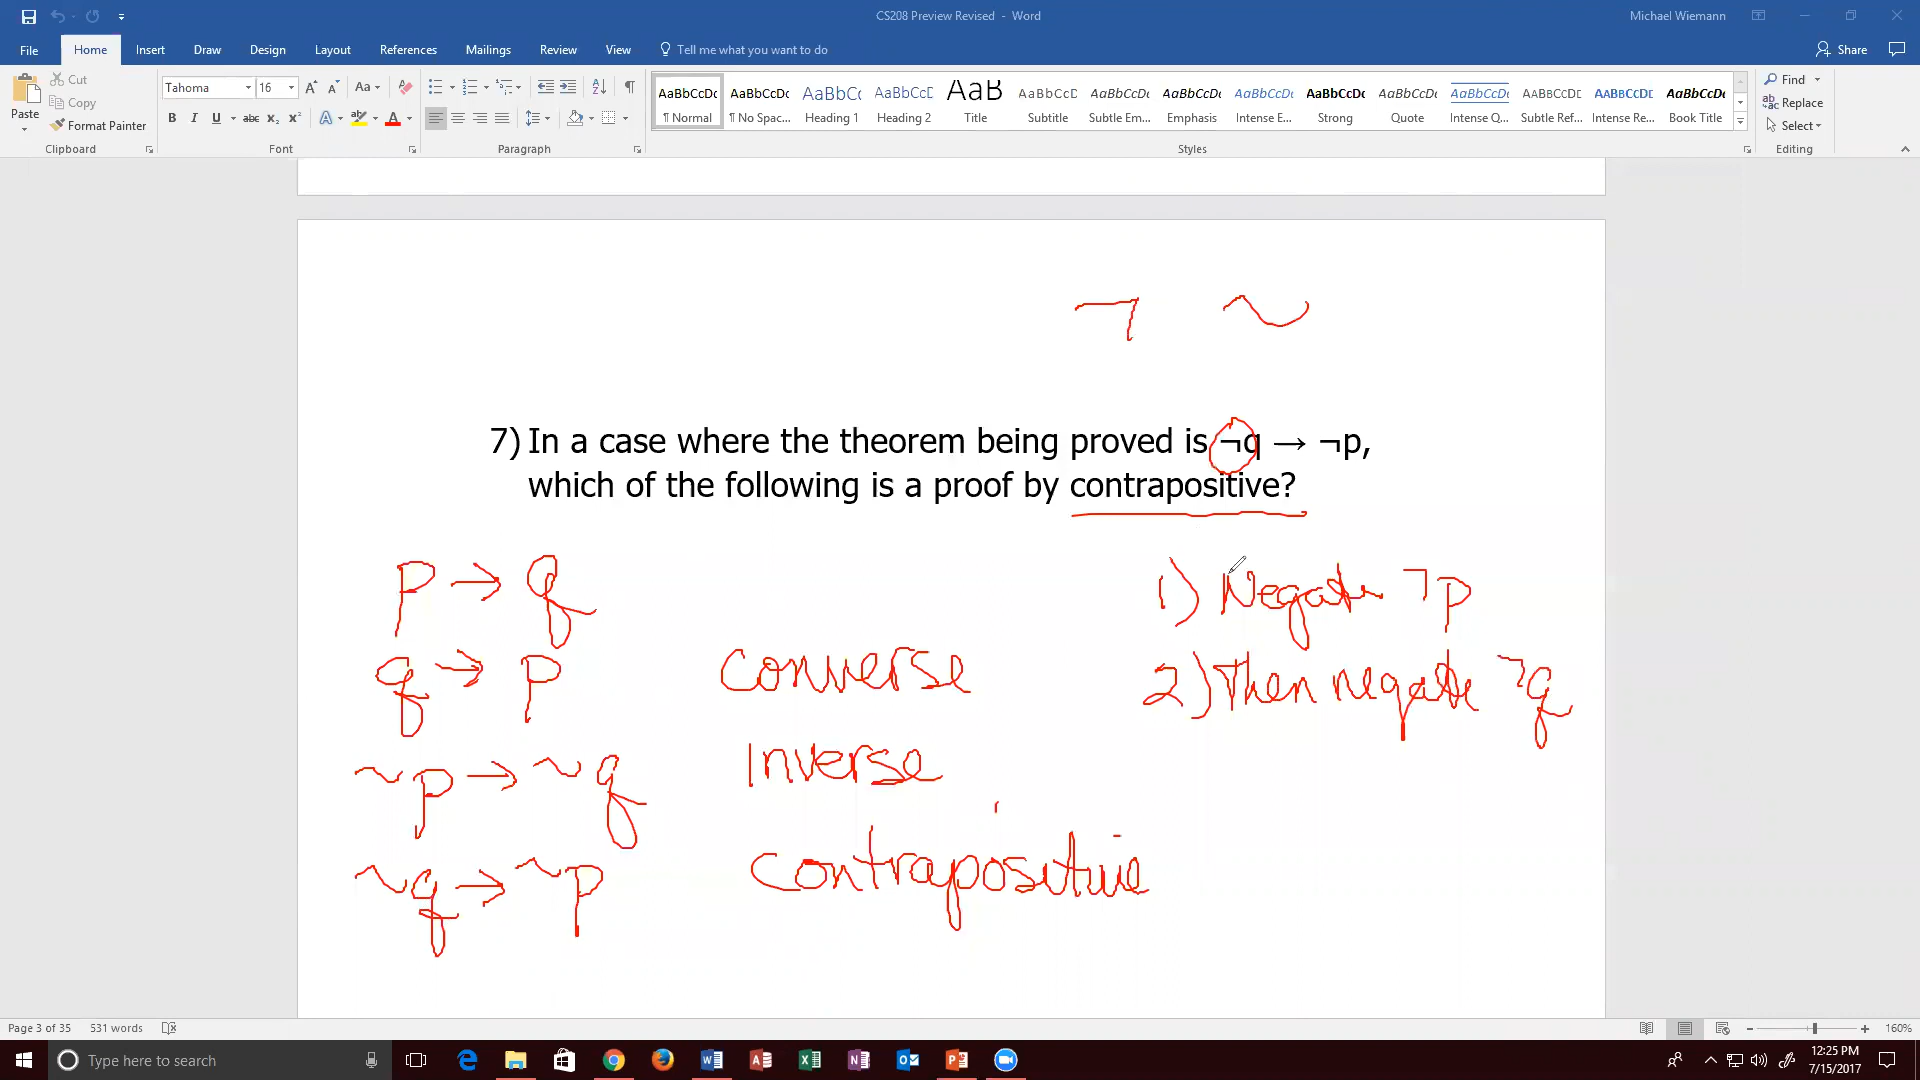 CS208 Preview Revised - Word
Michael Wiemann
File Home Insert Draw Design Layout References Mailings Review View Tell me what you want to do Share
Paste Cut Copy Format Painter
Tahoma 16
AaBbCcDc AaBbCcDc AaBbCc AaBbCcD AaB AaBbCcD AaBbCcDc AaBbCcDc AaBbCcDc AaBbCcDc AaBbCcDc AaBbCcDc AABBCCDD AABBCCDD AaBbCcDc
¶ Normal ¶ No Spac... Heading 1 Heading 2 Title Subtitle Subtle Em... Emphasis Intense E... Strong Quote Intense Q... Subtle Ref... Intense Re... Book Title
Find Replace Select
Clipboard Font Paragraph Styles Editing
¬ ~
7) In a case where the theorem being proved is ¬q → ¬p,
which of the following is a proof by contrapositive?
p → q
1) Negate ¬p
q → p converse
2) Then negate ¬q
~p → ~q Inverse
~q → ~p contrapositive
Page 3 of 35 531 words 160%
Type here to search
12:25 PM
7/15/2017